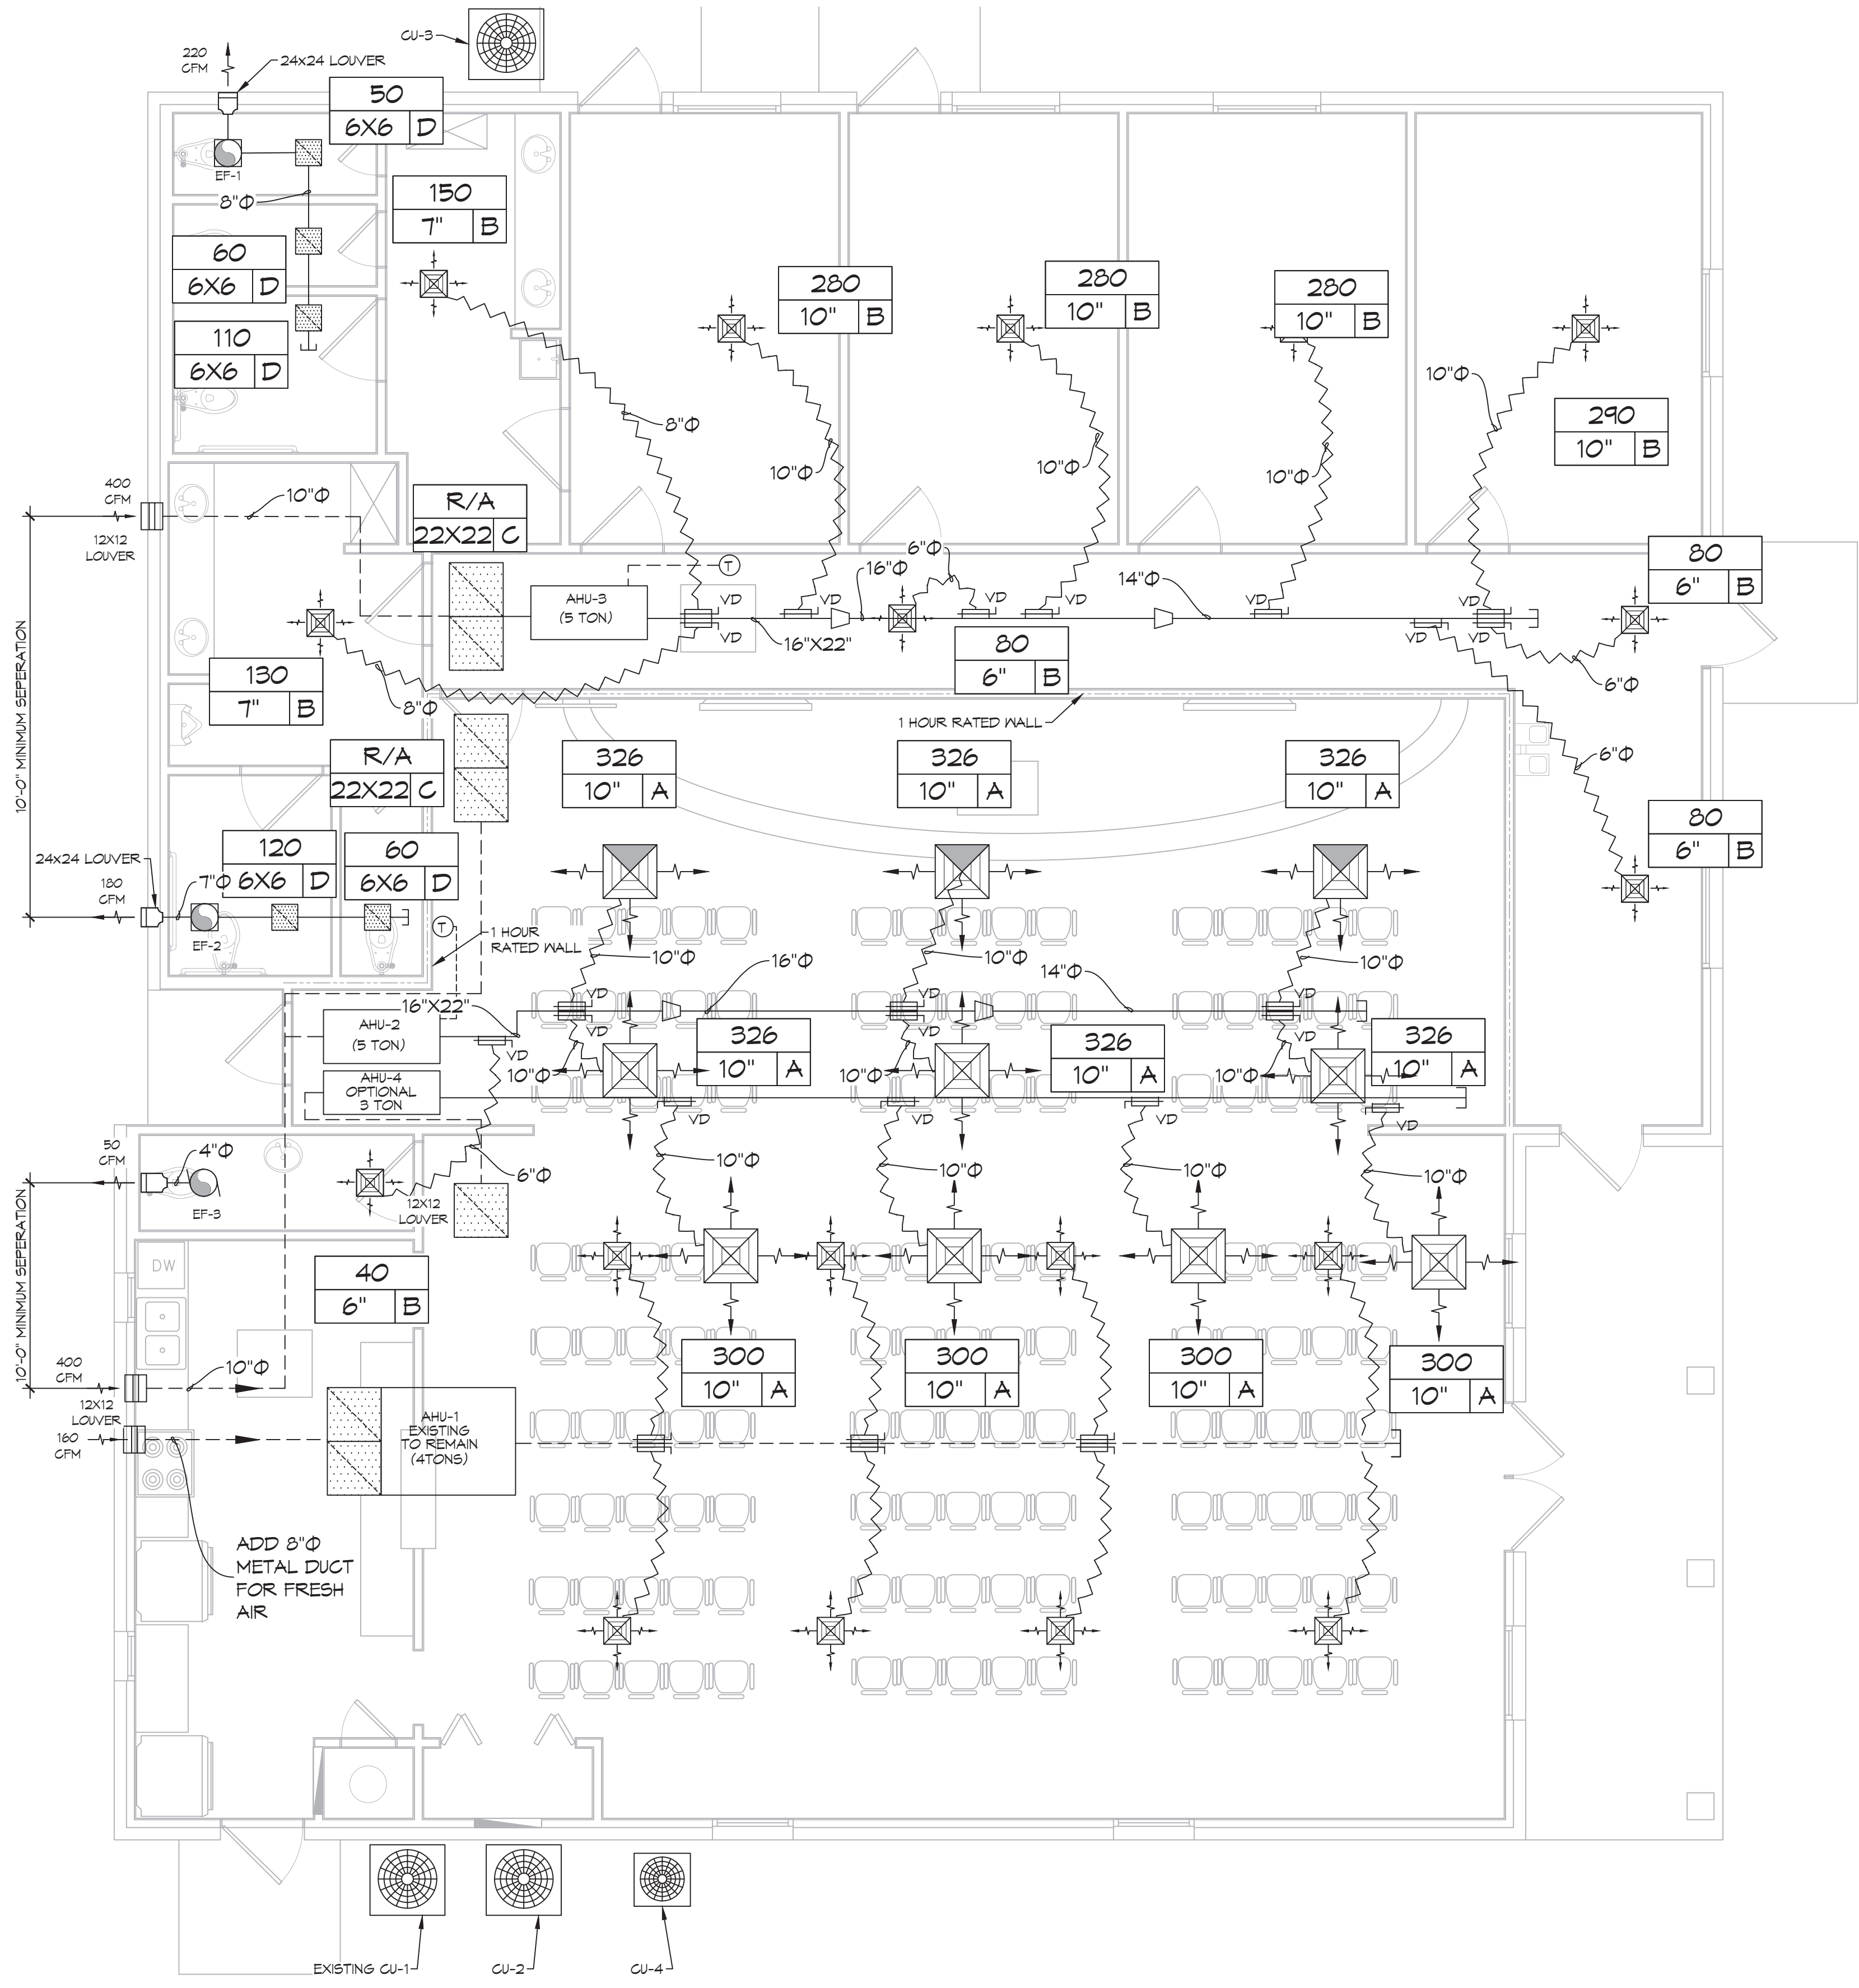 CU-3
220
CFM
24x24 LOUVER
50
6X6 D
EF-1
8"Φ
150
7" B
60
6X6 D
110
6X6 D
280
10" B
280
10" B
280
10" B
10"Φ
290
10" B
8"Φ
10"Φ
10"Φ
10"Φ
400
CFM
12X12
LOUVER
10"Φ
R/A
22X22 C
80
6" B
AHU-3
(5 TON)
T
VD
VD
16"X22"
VD
16"Φ
6"Φ
VD
VD
14"Φ
VD
VD
VD
VD
80
6" B
6"Φ
130
7" B
8"Φ
1 HOUR RATED WALL
10'-0" MINIMUM SEPERATION
R/A
22X22 C
326
10" A
326
10" A
326
10" A
6"Φ
80
6" B
120
6X6 D
60
6X6 D
24x24 LOUVER
180
CFM
7"Φ
EF-2
T
1 HOUR
RATED WALL
10"Φ
10"Φ
10"Φ
16"Φ
14"Φ
16"X22"
VD
VD
VD
VD
VD
VD
AHU-2
(5 TON)
VD
326
10" A
326
10" A
326
10" A
10"Φ
10"Φ
10"Φ
AHU-4
OPTIONAL
3 TON
VD
VD
VD
VD
50
CFM
4"Φ
EF-3
6"Φ
12X12
LOUVER
10"Φ
10"Φ
10"Φ
10"Φ
10'-0" MINIMUM SEPERATION
DW
40
6" B
300
10" A
300
10" A
300
10" A
300
10" A
400
CFM
10"Φ
12X12
LOUVER
160
CFM
AHU-1
EXISTING
TO REMAIN
(4TONS)
ADD 8"Φ
METAL DUCT
FOR FRESH
AIR
EXISTING CU-1
CU-2
CU-4